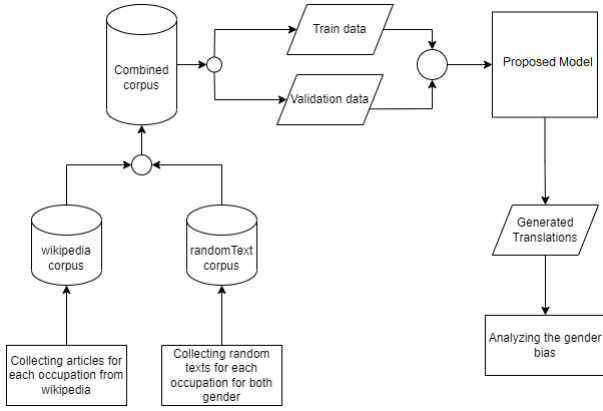 Combined
corpus
Train data
Validation data
Proposed Model
wikipedia
corpus
randomText
corpus
Generated
Translations
Collecting articles for
each occupation from
wikipedia
Collecting random
texts for each
occupation for both
gender
Analyzing the gender
bias